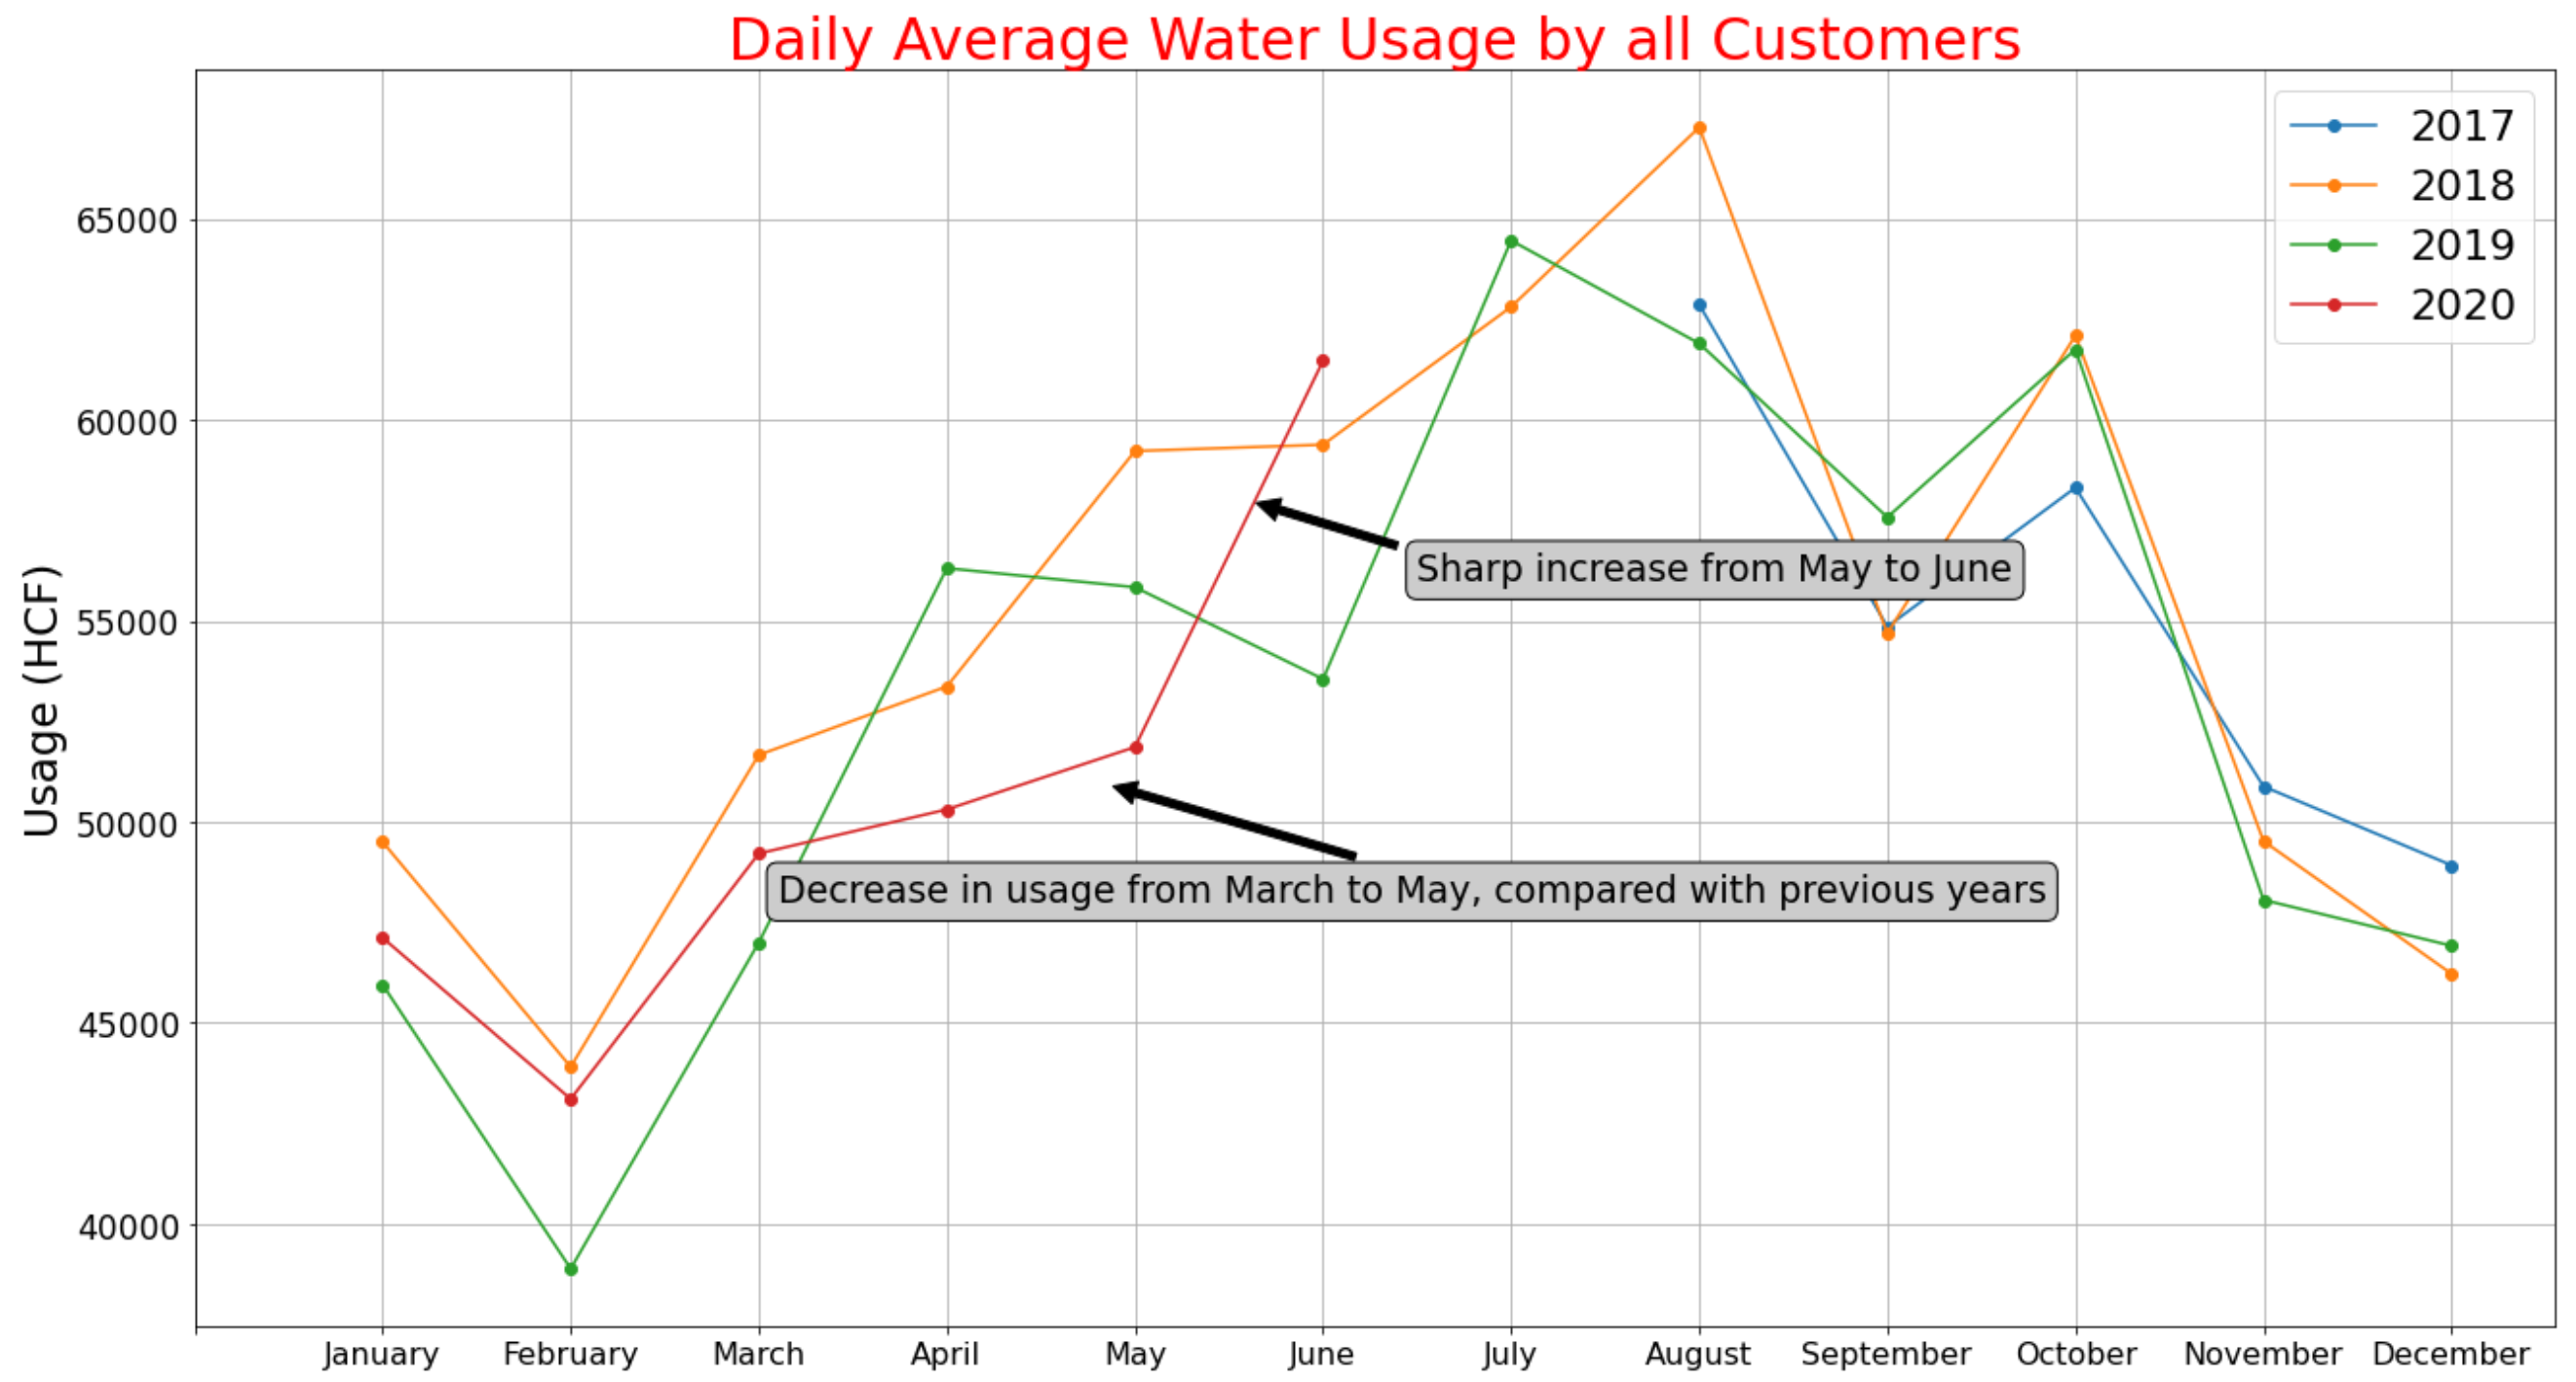 Daily Average Water Usage by all Customers
2017
2018
2019
2020
65000
60000
55000
50000
45000
40000
Usage (HCF)
Sharp increase from May to June
Decrease in usage from March to May, compared with previous years
January February March April May June July August September October November December